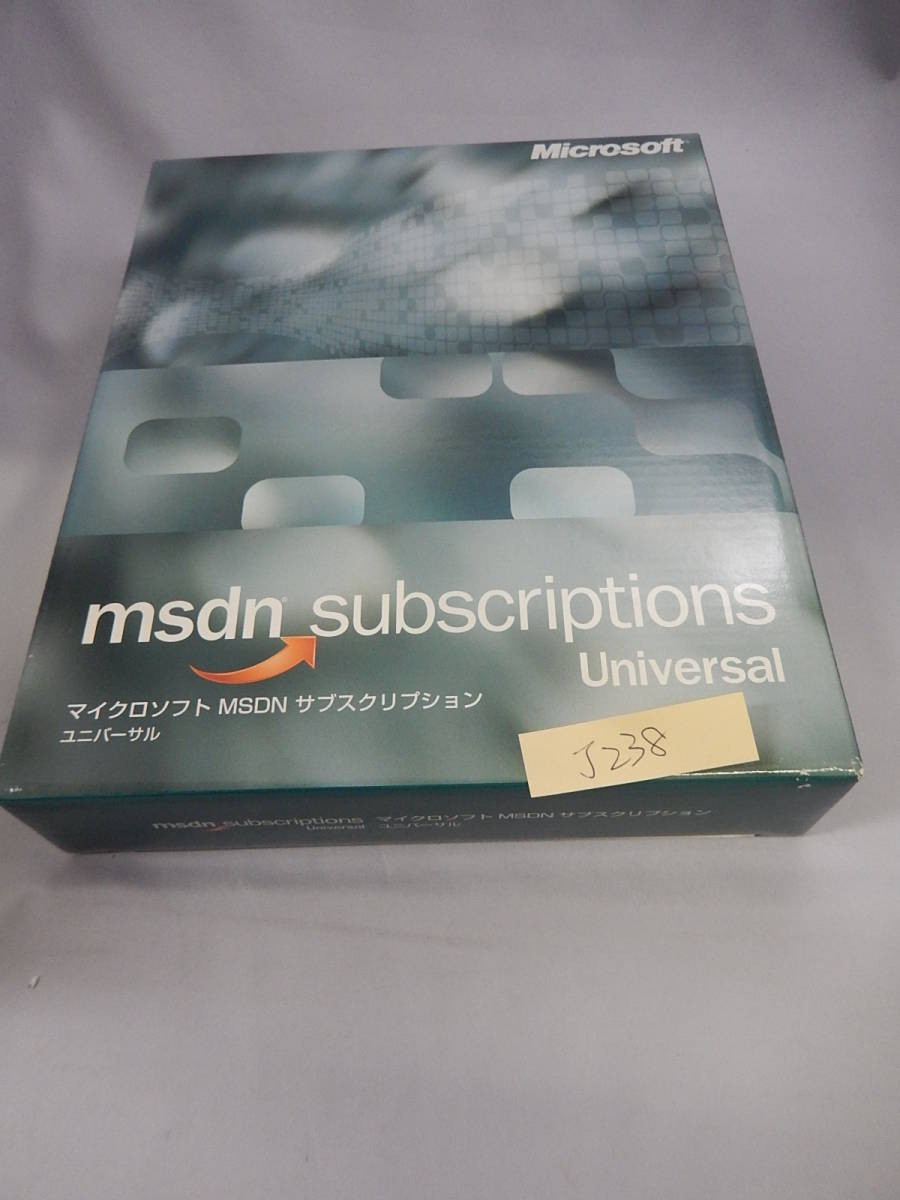 Microsoft
msdn® subscriptions
Universal
マイクロソフト MSDN サブスクリプション
ユニバーサル
J238
msdn subscriptions マイクロソフト MSDN サブスクリプション
Universal ユニバーサル